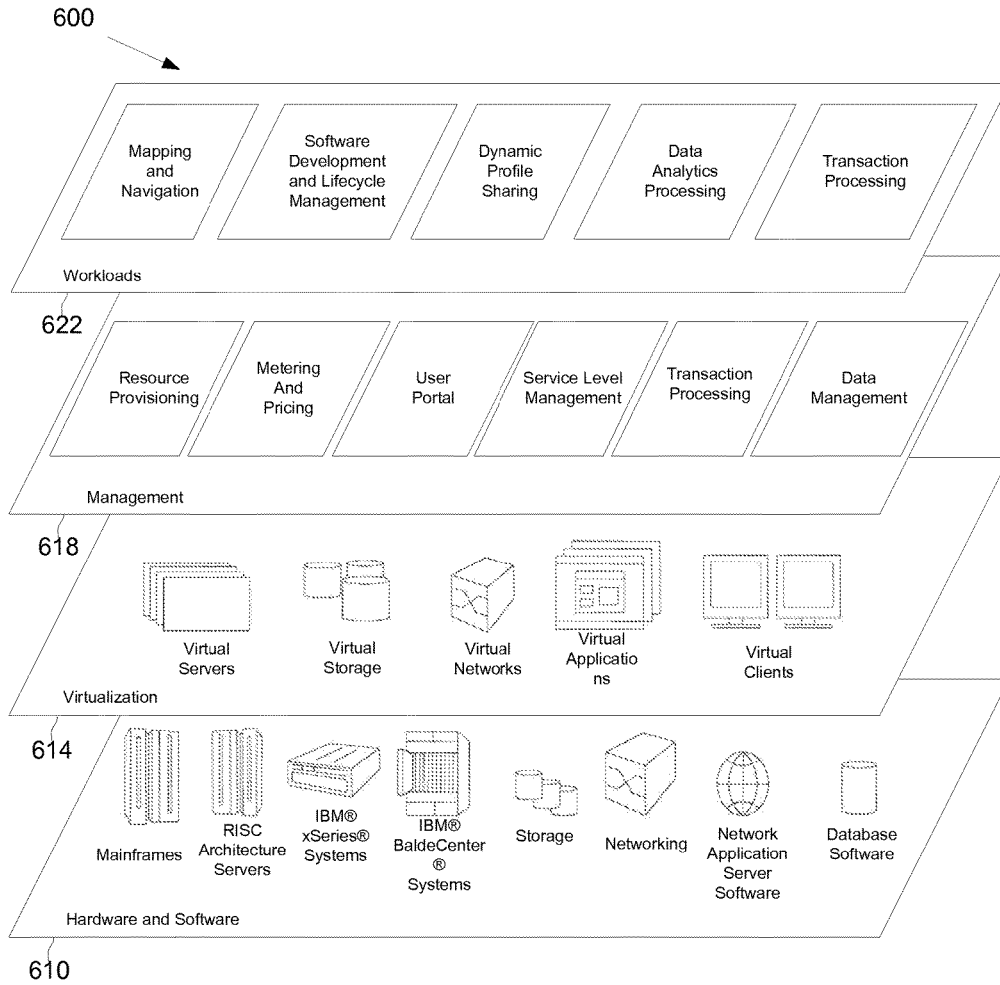 600
Mapping
and
Navigation
Software
Development
and Lifecycle
Management
Dynamic
Profile
Sharing
Data
Analytics
Processing
Transaction
Processing
Workloads
622
Resource
Provisioning
Metering
And
Pricing
User
Portal
Service Level
Management
Transaction
Processing
Data
Management
Management
618
Virtual
Servers
Virtual
Storage
Virtual
Networks
Virtual
Applicatio
ns
Virtual
Clients
Virtualization
614
Mainframes
RISC
Architecture
Servers
IBM®
xSeries®
Systems
IBM®
BaldeCenter
®
Systems
Storage
Networking
Network
Application
Server
Software
Database
Software
Hardware and Software
610